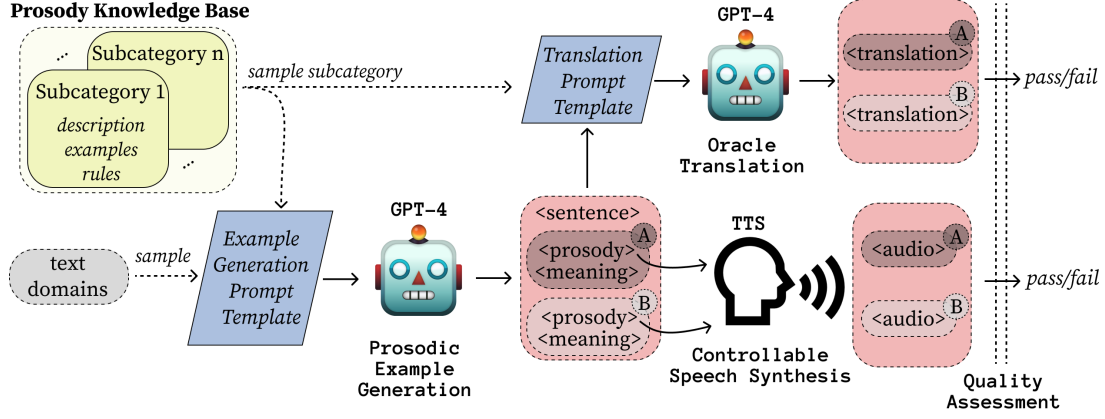 Prosody Knowledge Base
...
Subcategory n
Subcategory 1
description
examples
rules
...
sample subcategory
text
domains
sample
Example
Generation
Prompt
Template
GPT-4
Prosodic
Example
Generation
Translation
Prompt
Template
GPT-4
Oracle
Translation
A
<translation>
B
<translation>
pass/fail
<sentence>
A
<prosody>
<meaning>
B
<prosody>
<meaning>
TTS
Controllable
Speech Synthesis
A
<audio>
B
<audio>
pass/fail
Quality
Assessment